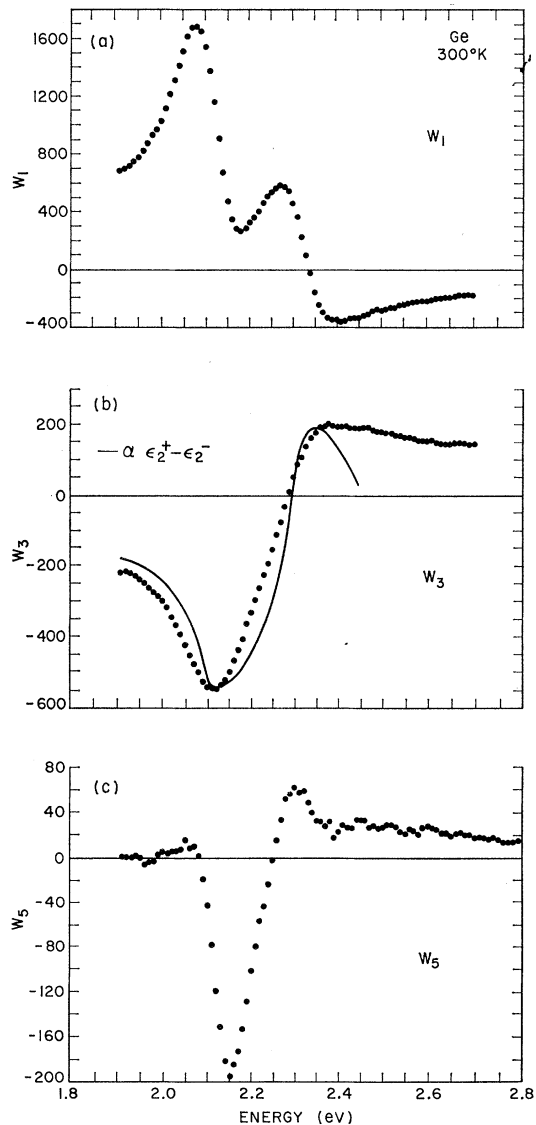 (a)
Ge
300°K
1600
1200
800
400
0
-400
W1
W1
(b)
— α ε2+ – ε2-
200
0
-200
-400
-600
W3
W3
(c)
80
40
0
-40
-80
-120
-160
-200
W5
W5
1.8 2.0 2.2 2.4 2.6 2.8
ENERGY (eV)